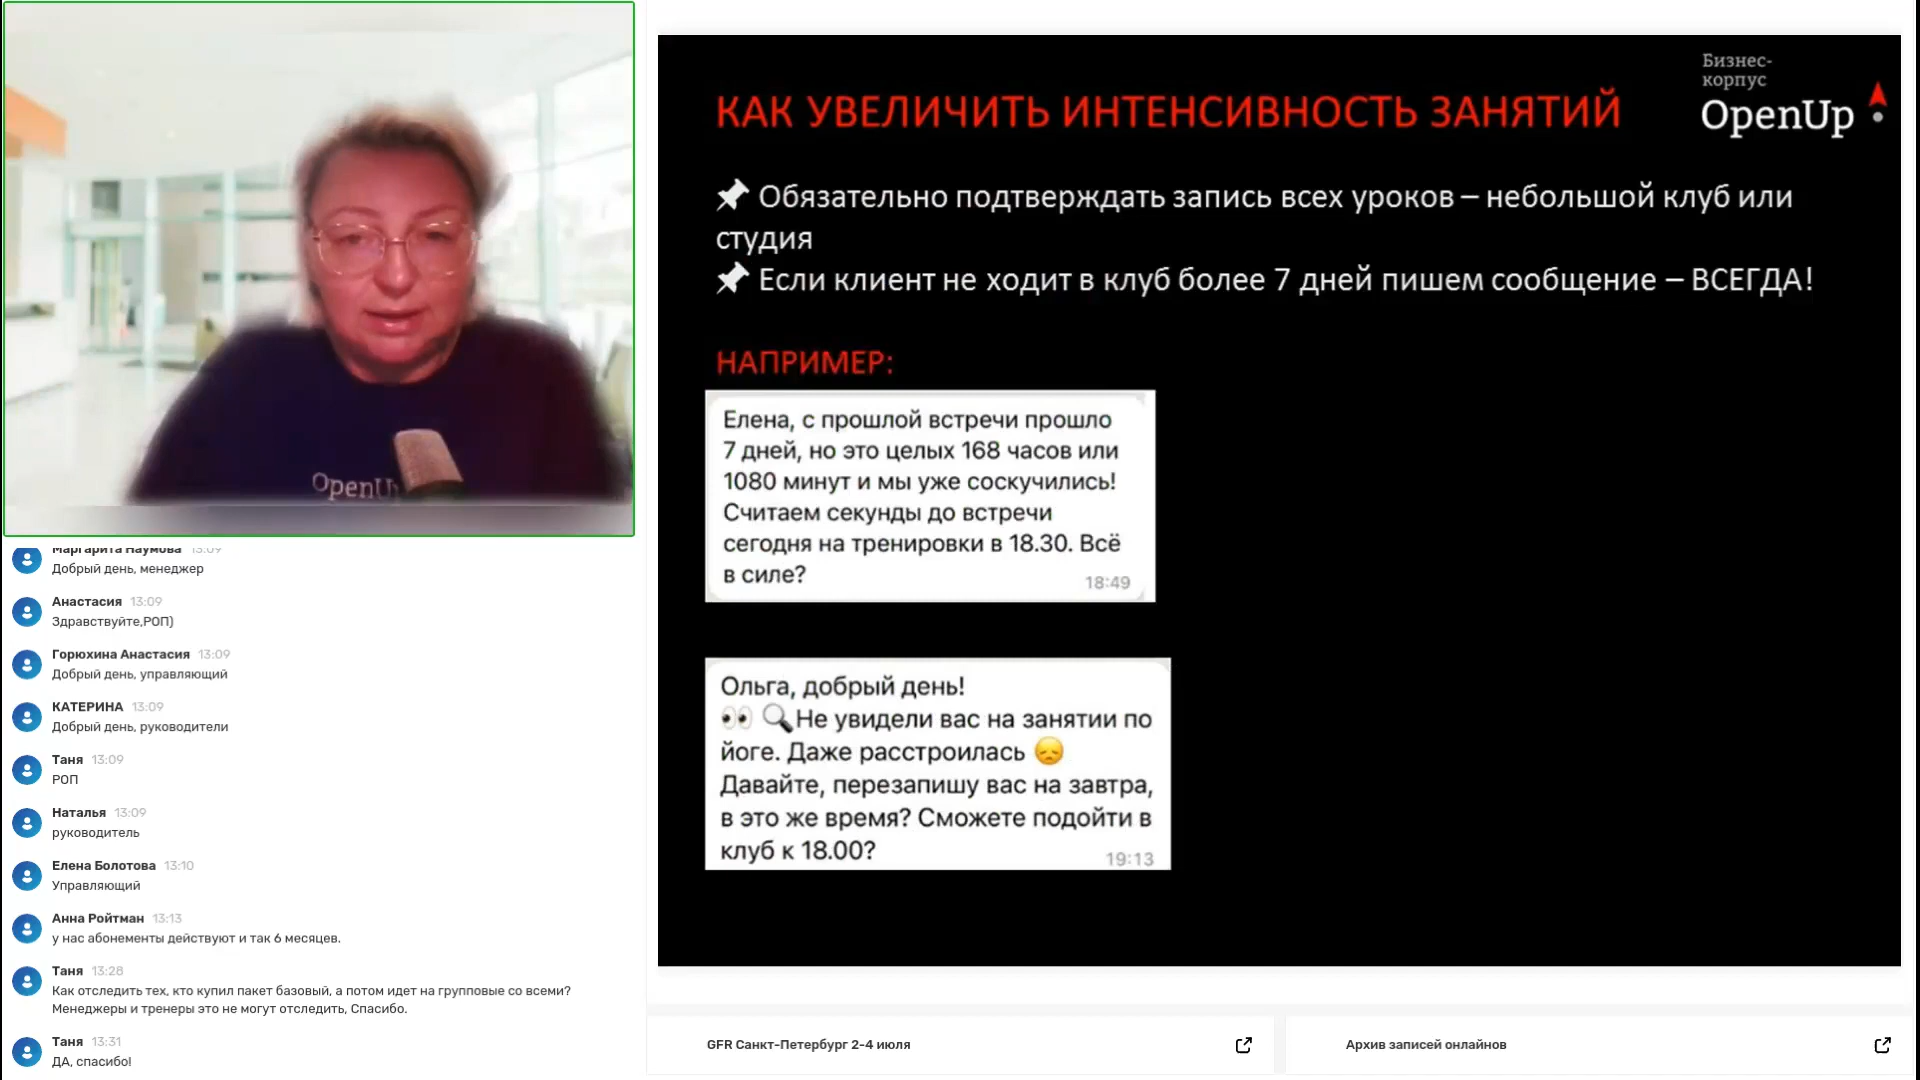 OpenU
Маргарита Наумова 13:09
Добрый день, менеджер
Анастасия 13:09
Здравствуйте,РОП)
Горюхина Анастасия 13:09
Добрый день, управляющий
КАТЕРИНА 13:09
Добрый день, руководители
Таня 13:09
РОП
Наталья 13:09
руководитель
Елена Болотова 13:10
Управляющий
Анна Ройтман 13:13
у нас абонементы действуют и так 6 месяцев.
Таня 13:28
Как отследить тех, кто купил пакет базовый, а потом идет на групповые со всеми?
Менеджеры и тренеры это не могут отследить, Спасибо.
Таня 13:31
ДА, спасибо!
Бизнес-
корпус
OpenUp
КАК УВЕЛИЧИТЬ ИНТЕНСИВНОСТЬ ЗАНЯТИЙ
📌 Обязательно подтверждать запись всех уроков – небольшой клуб или
студия
📌 Если клиент не ходит в клуб более 7 дней пишем сообщение – ВСЕГДА!
НАПРИМЕР:
Елена, с прошлой встречи прошло
7 дней, но это целых 168 часов или
1080 минут и мы уже соскучились!
Считаем секунды до встречи
сегодня на тренировки в 18.30. Всё
в силе?
18:49
Ольга, добрый день!
👀 🔍Не увидели вас на занятии по
йоге. Даже расстроилась 😞
Давайте, перезапишу вас на завтра,
в это же время? Сможете подойти в
клуб к 18.00?
19:13
GFR Санкт-Петербург 2-4 июля
Архив записей онлайнов